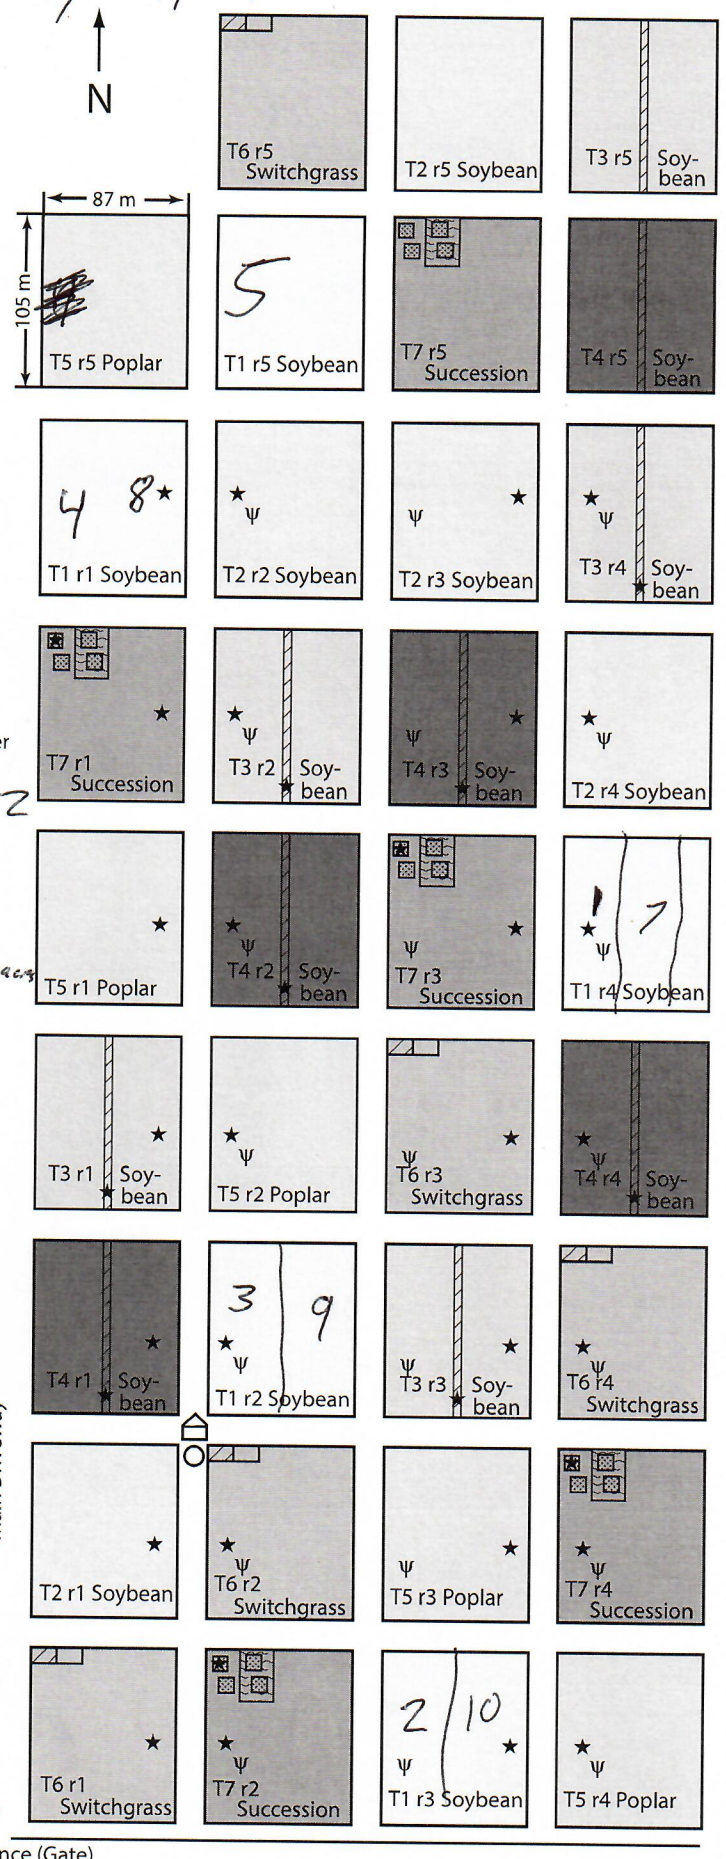 N
T6 r5
Switchgrass
T2 r5 Soybean
T3 r5 Soy-
bean
87 m
105 m
T5 r5 Poplar
5
T1 r5 Soybean
T7 r5
Succession
T4 r5 Soy-
bean
4 8
T1 r1 Soybean
ψ
T2 r2 Soybean
ψ
T2 r3 Soybean
ψ
T3 r4 Soy-
bean
T7 r1
Succession
ψ
T3 r2 Soy-
bean
ψ
T4 r3 Soy-
bean
ψ
T2 r4 Soybean
2
T5 r1 Poplar
ψ
T4 r2 Soy-
bean
ψ
T7 r3
Succession
1 7
ψ
T1 r4 Soybean
T3 r1 Soy-
bean
ψ
T5 r2 Poplar
ψ
T6 r3
Switchgrass
ψ
T4 r4 Soy-
bean
T4 r1 Soy-
bean
3 9
ψ
T1 r2 Soybean
ψ
T3 r3 Soy-
bean
ψ
T6 r4
Switchgrass
T2 r1 Soybean
ψ
T6 r2
Switchgrass
ψ
T5 r3 Poplar
ψ
T7 r4
Succession
T6 r1
Switchgrass
ψ
T7 r2
Succession
2 10
ψ
T1 r3 Soybean
ψ
T5 r4 Poplar
nce (Gate)